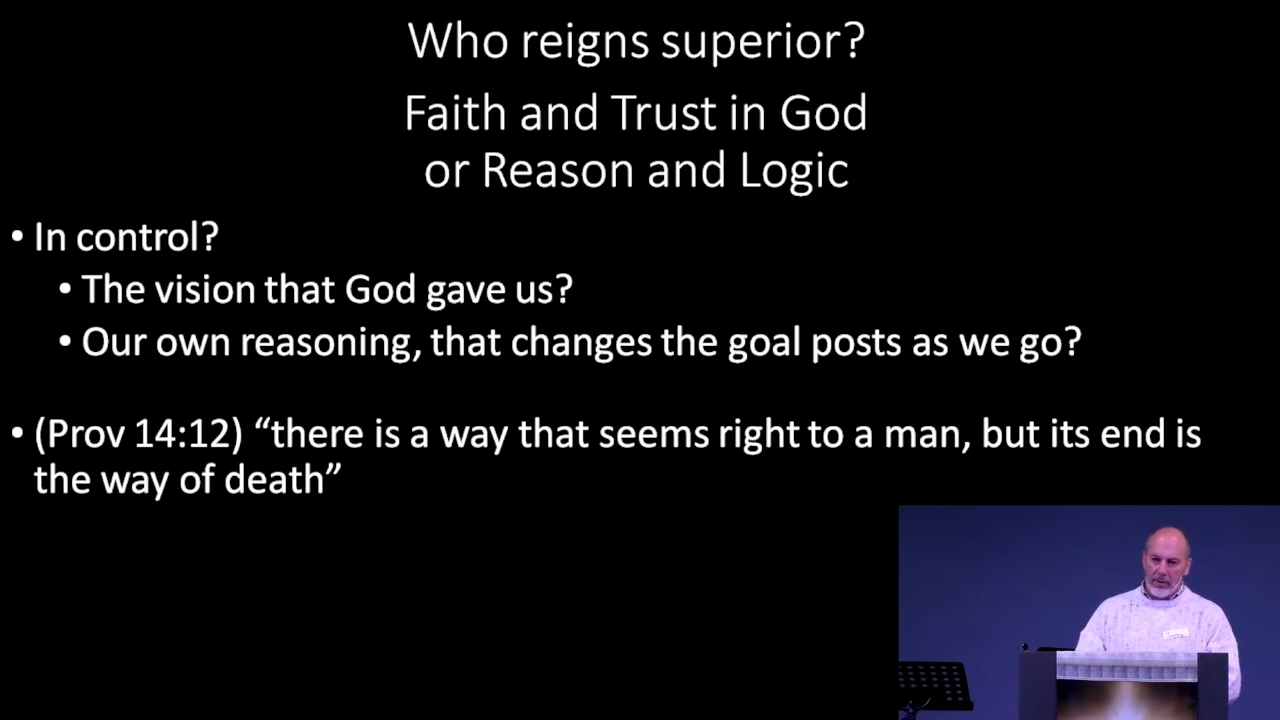 Who reigns superior?
Faith and Trust in God
or Reason and Logic
• In control?
• The vision that God gave us?
• Our own reasoning, that changes the goal posts as we go?
• (Prov 14:12) “there is a way that seems right to a man, but its end is
the way of death”